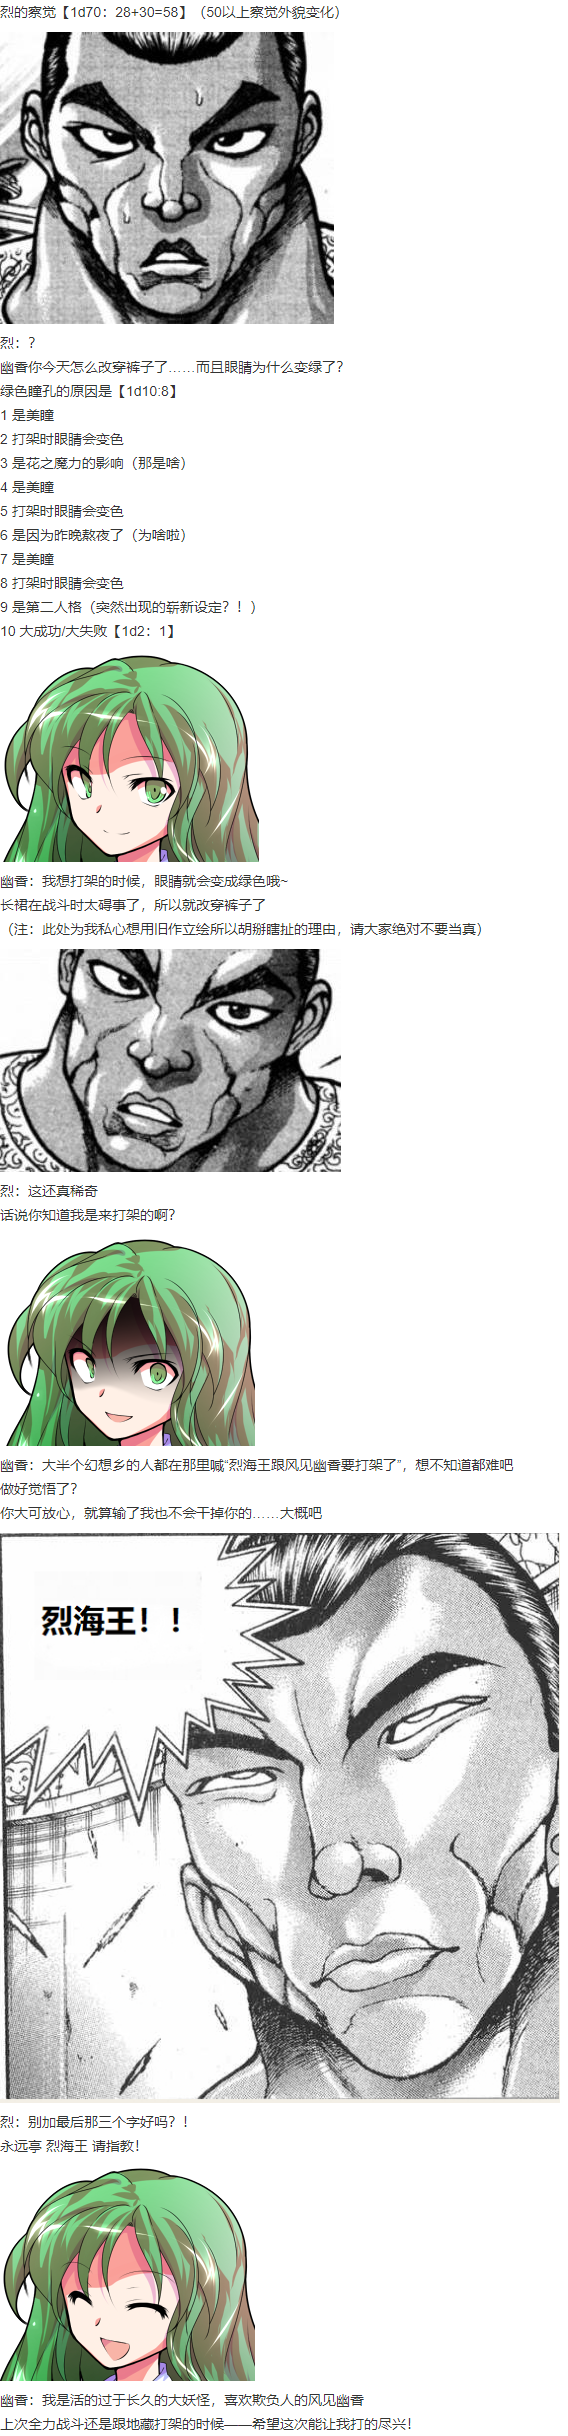 烈的察觉【1d70：28+30=58】（50以上察觉外貌变化）
烈：？
幽香你今天怎么改穿裤子了……而且眼睛为什么变绿了?
绿色瞳孔的原因是【1d10:8】
1 是美瞳
2 打架时眼睛会变色
3 是花之魔力的影响（那是啥）
4 是美瞳
5 打架时眼睛会变色
6 是因为昨晚熬夜了（为啥啦）
7 是美瞳
8 打架时眼睛会变色
9 是第二人格（突然出现的崭新设定？！）
10 大成功/大失败【1d2：1】
幽香：我想打架的时候，眼睛就会变成绿色哦~
长裙在战斗时太碍事了，所以就改穿裤子了
（注：此处为我私心想用旧作立绘所以胡掰瞎扯的理由，请大家绝对不要当真）
烈：这还真稀奇
话说你知道我是来打架的啊?
幽香：大半个幻想乡的人都在那里喊“烈海王跟风见幽香要打架了”，想不知道都难吧
做好觉悟了?
你大可放心，就算输了我也不会干掉你的……大概吧
烈海王！！
烈：别加最后那三个字好吗？！
永远亭 烈海王 请指教！
幽香：我是活的过于长久的大妖怪，喜欢欺负人的风见幽香
上次全力战斗还是跟地藏打架的时候——希望这次能让我打的尽兴！